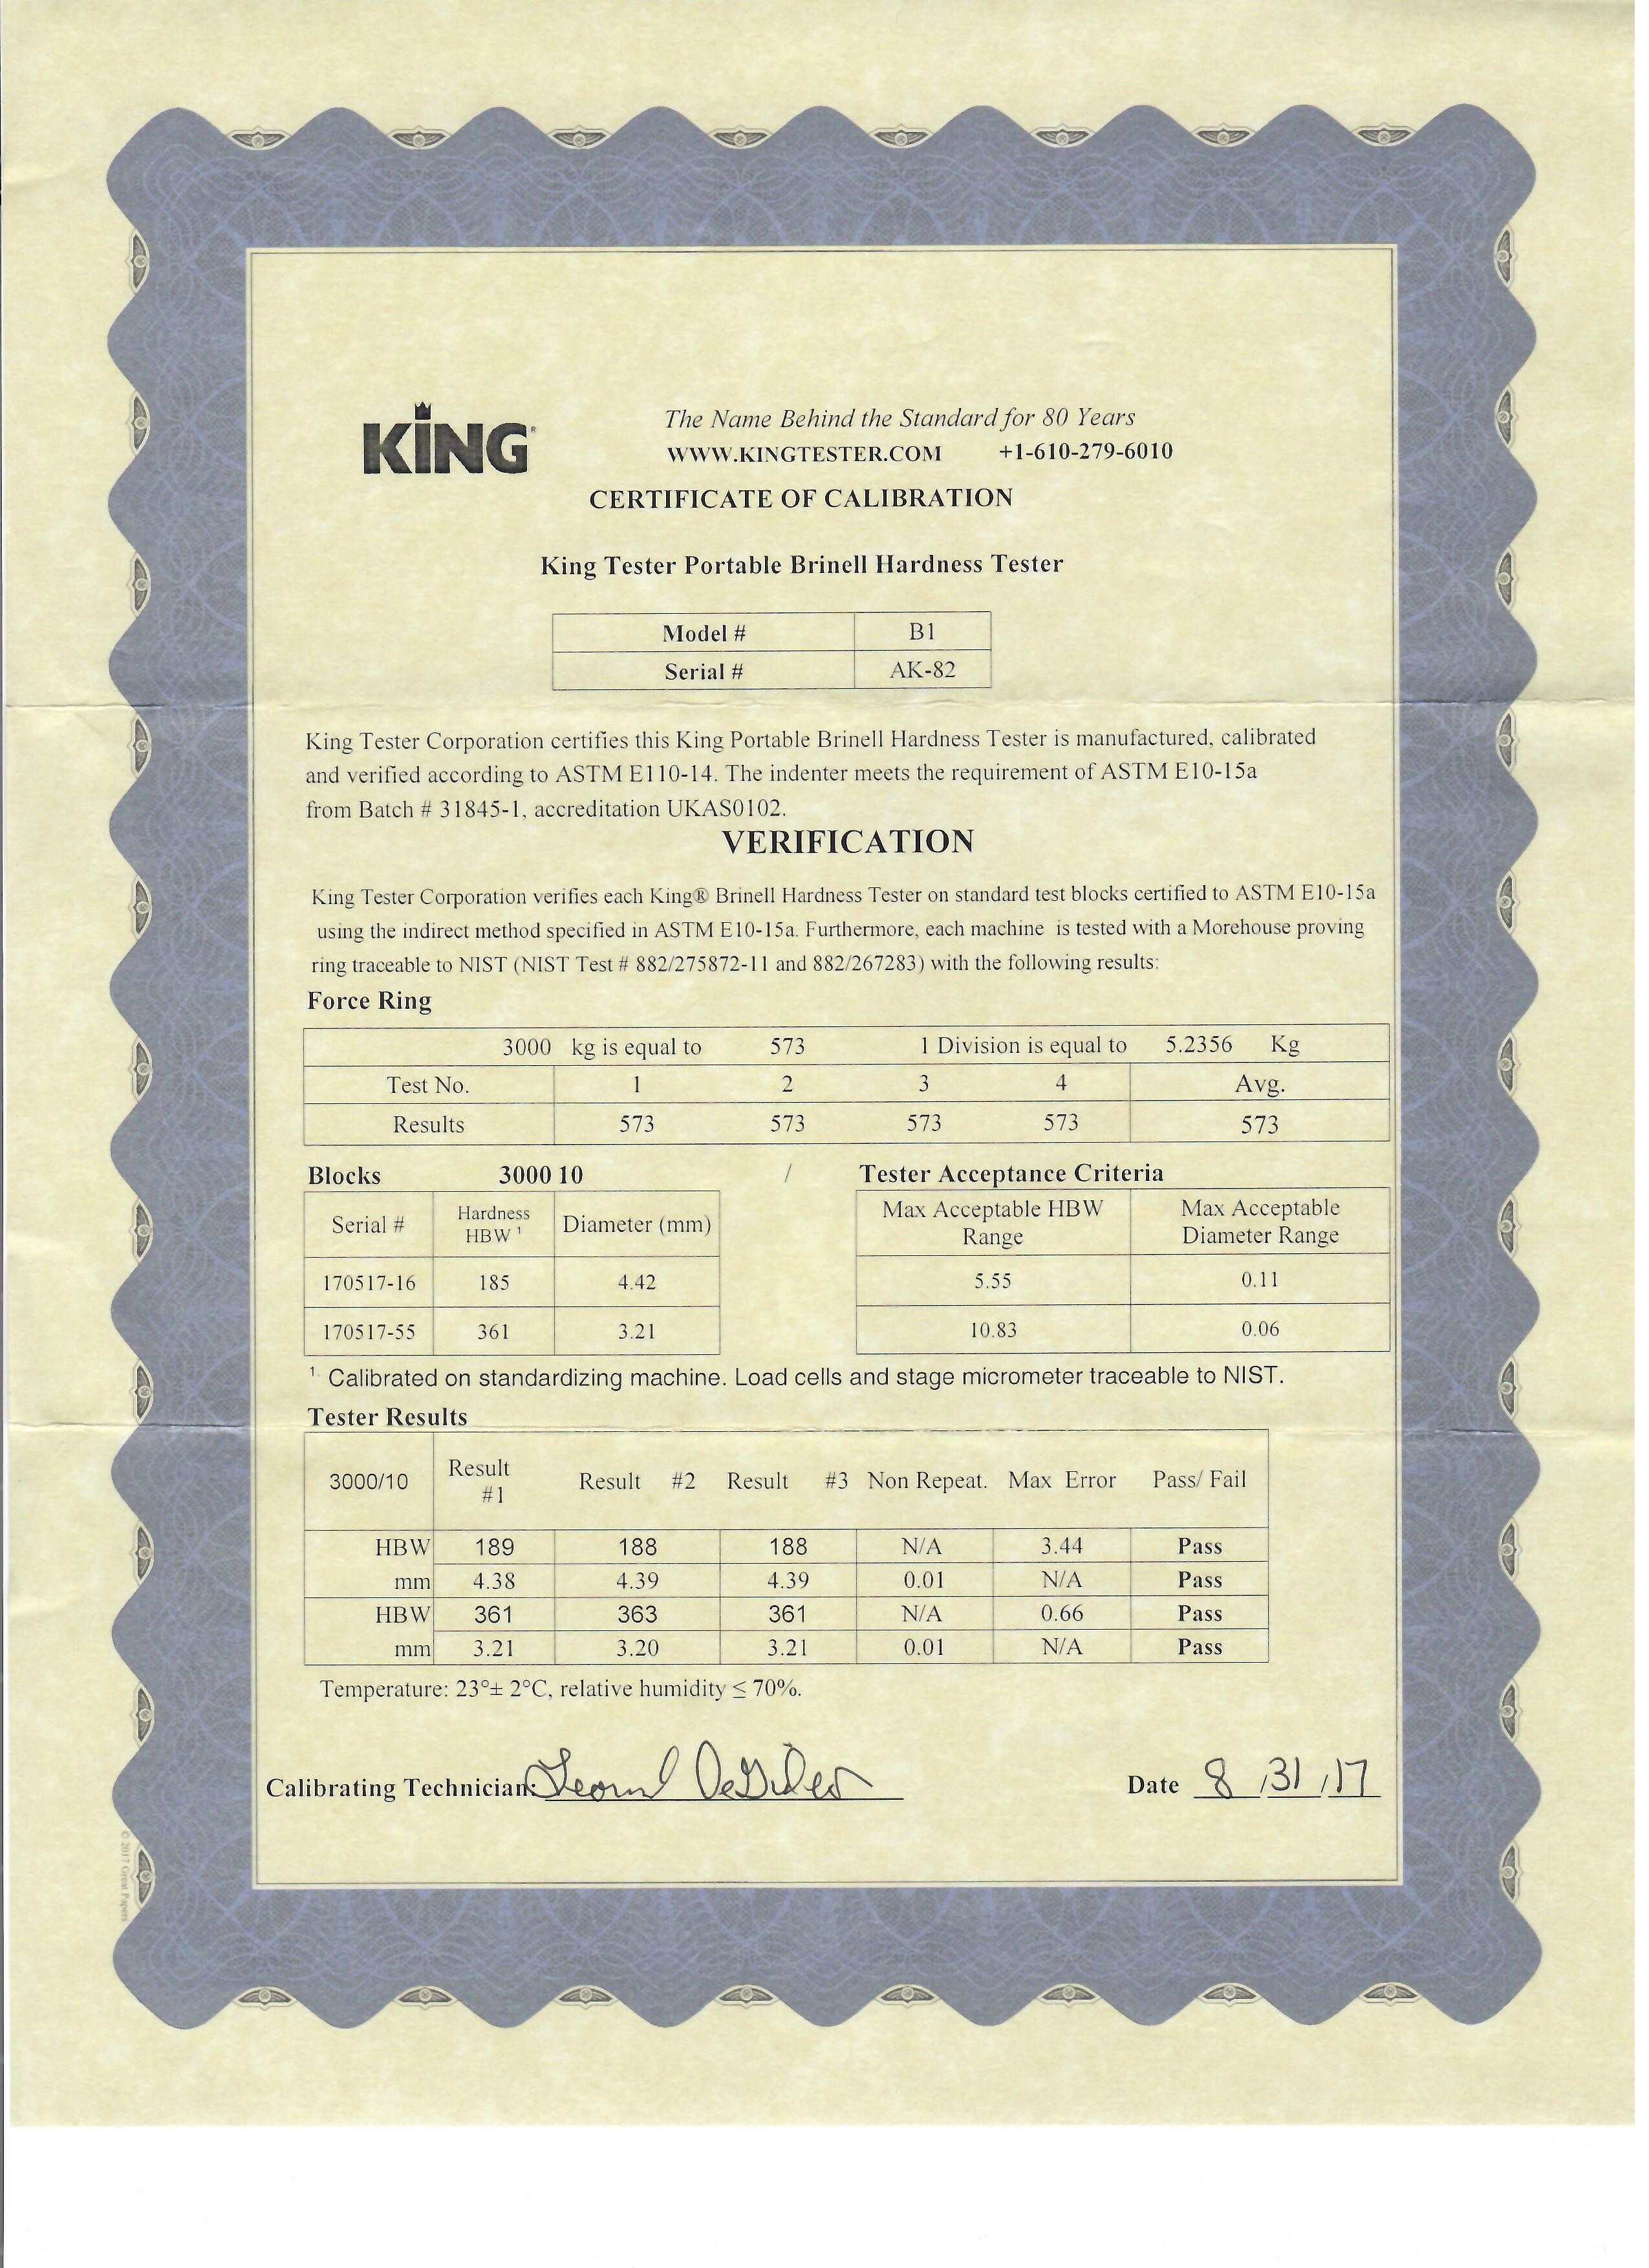 KING®
The Name Behind the Standard for 80 Years
WWW.KINGTESTER.COM +1-610-279-6010
CERTIFICATE OF CALIBRATION
King Tester Portable Brinell Hardness Tester
Model # B1
Serial # AK-82
King Tester Corporation certifies this King Portable Brinell Hardness Tester is manufactured, calibrated
and verified according to ASTM E110-14. The indenter meets the requirement of ASTM E10-15a
from Batch # 31845-1, accreditation UKAS0102.
VERIFICATION
King Tester Corporation verifies each King® Brinell Hardness Tester on standard test blocks certified to ASTM E10-15a
using the indirect method specified in ASTM E10-15a. Furthermore, each machine is tested with a Morehouse proving
ring traceable to NIST (NIST Test # 882/275872-11 and 882/267283) with the following results:
Force Ring
3000 kg is equal to 573 1 Division is equal to 5.2356 Kg
Test No. 1 2 3 4 Avg.
Results 573 573 573 573 573
Blocks 3000 10 / Tester Acceptance Criteria
Serial # Hardness HBW ¹ Diameter (mm) Max Acceptable HBW Range Max Acceptable Diameter Range
170517-16 185 4.42 5.55 0.11
170517-55 361 3.21 10.83 0.06
¹ Calibrated on standardizing machine. Load cells and stage micrometer traceable to NIST.
Tester Results
3000/10 Result #1 Result #2 Result #3 Non Repeat. Max Error Pass/ Fail
HBW 189 188 188 N/A 3.44 Pass
mm 4.38 4.39 4.39 0.01 N/A Pass
HBW 361 363 361 N/A 0.66 Pass
mm 3.21 3.20 3.21 0.01 N/A Pass
Temperature: 23°± 2°C, relative humidity ≤ 70%.
Calibrating Technician: Date 8/31/17
© 2017 Great Papers